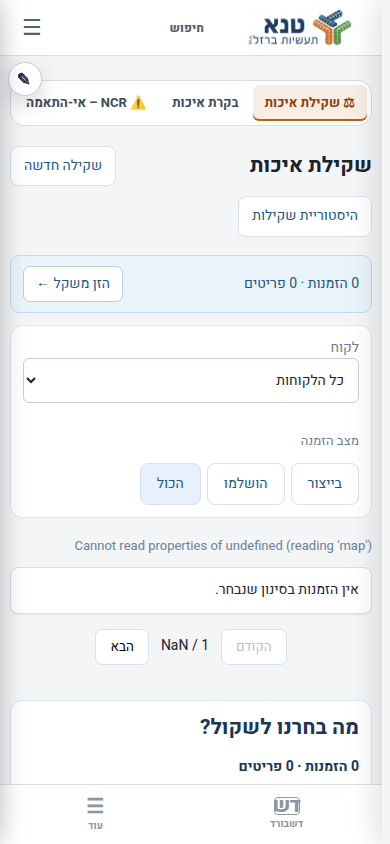 טנא
תעשיות ברזל
חיפוש
⚖ שקילת איכות
בקרת איכות
⚠️ NCR – אי-התאמה
שקילת איכות
שקילה חדשה
היסטוריית שקילות
0 הזמנות · 0 פריטים
הזן משקל ←
לקוח
כל הלקוחות
מצב הזמנה
בייצור
הושלמו
הכול
Cannot read properties of undefined (reading 'map')
אין הזמנות בסינון שנבחר.
הקודם
NaN / 1
הבא
מה בחרנו לשקול?
0 הזמנות · 0 פריטים
דש
דשבורד
עוד